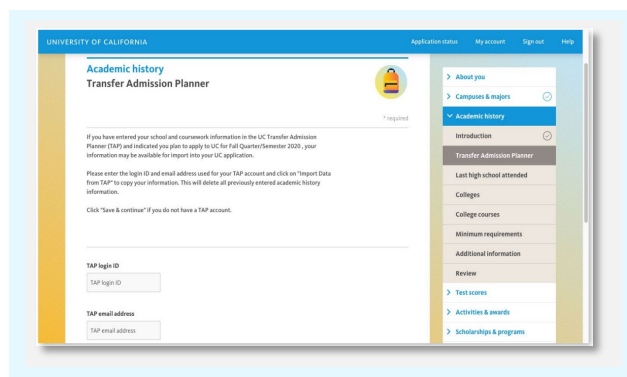 UNIVERSITY OF CALIFORNIA
Application status My account Sign out Help
Academic history
Transfer Admission Planner
* required
If you have entered your school and coursework information in the UC Transfer Admission
Planner (TAP) and indicated you plan to apply to UC for Fall Quarter/Semester 2020 , your
information may be available for import into your UC application.
Please enter the login ID and email address used for your TAP account and click on "Import Data
from TAP" to copy your information. This will delete all previously entered academic history
information.
Click "Save & continue" if you do not have a TAP account.
TAP login ID
TAP login ID
TAP email address
TAP email address
About you
Campuses & majors
Academic history
Introduction
Transfer Admission Planner
Last high school attended
Colleges
College courses
Minimum requirements
Additional information
Review
Test scores
Activities & awards
Scholarships & programs